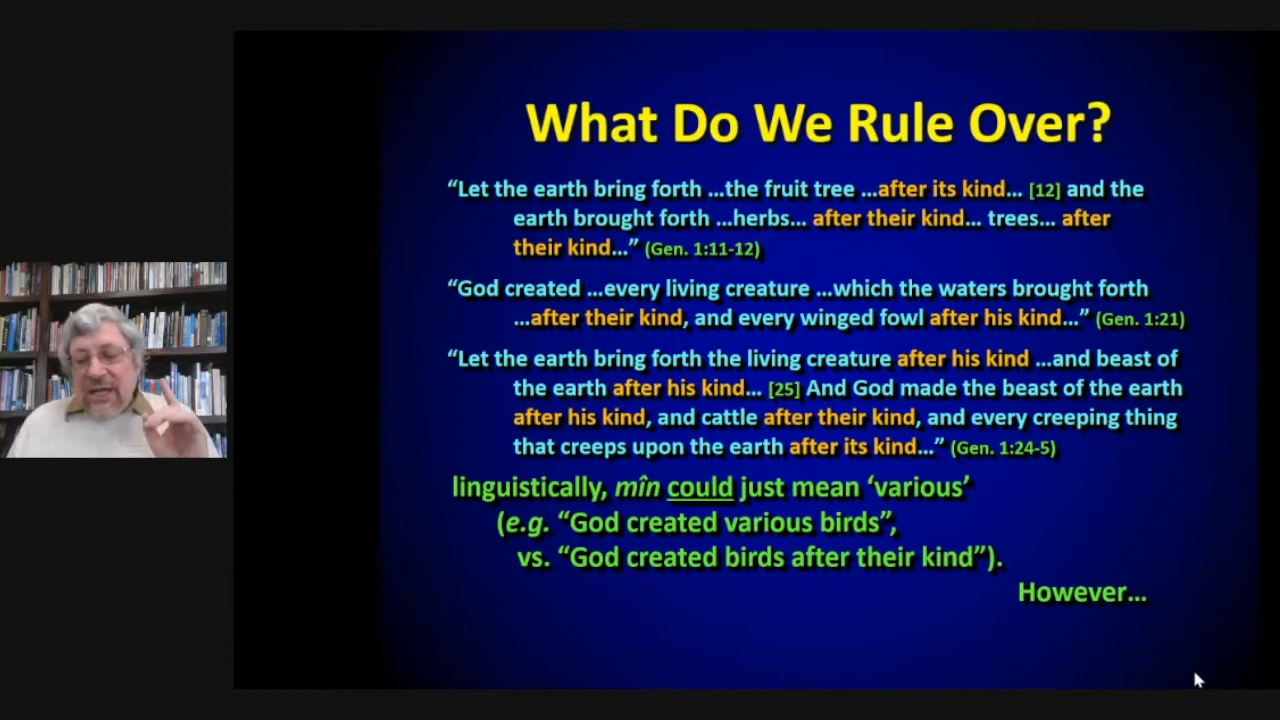 What Do We Rule Over?
“Let the earth bring forth ...the fruit tree ...after its kind... [12] and the
earth brought forth ...herbs... after their kind... trees... after
their kind...” (Gen. 1:11-12)
“God created ...every living creature ...which the waters brought forth
...after their kind, and every winged fowl after his kind...” (Gen. 1:21)
“Let the earth bring forth the living creature after his kind ...and beast of
the earth after his kind... [25] And God made the beast of the earth
after his kind, and cattle after their kind, and every creeping thing
that creeps upon the earth after its kind...” (Gen. 1:24-5)
linguistically, mîn could just mean ‘various’
(e.g. “God created various birds”,
vs. “God created birds after their kind”).
However...